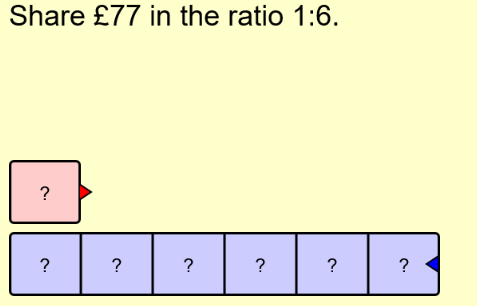 Share £77 in the ratio 1:6.
?
? ? ? ? ? ?